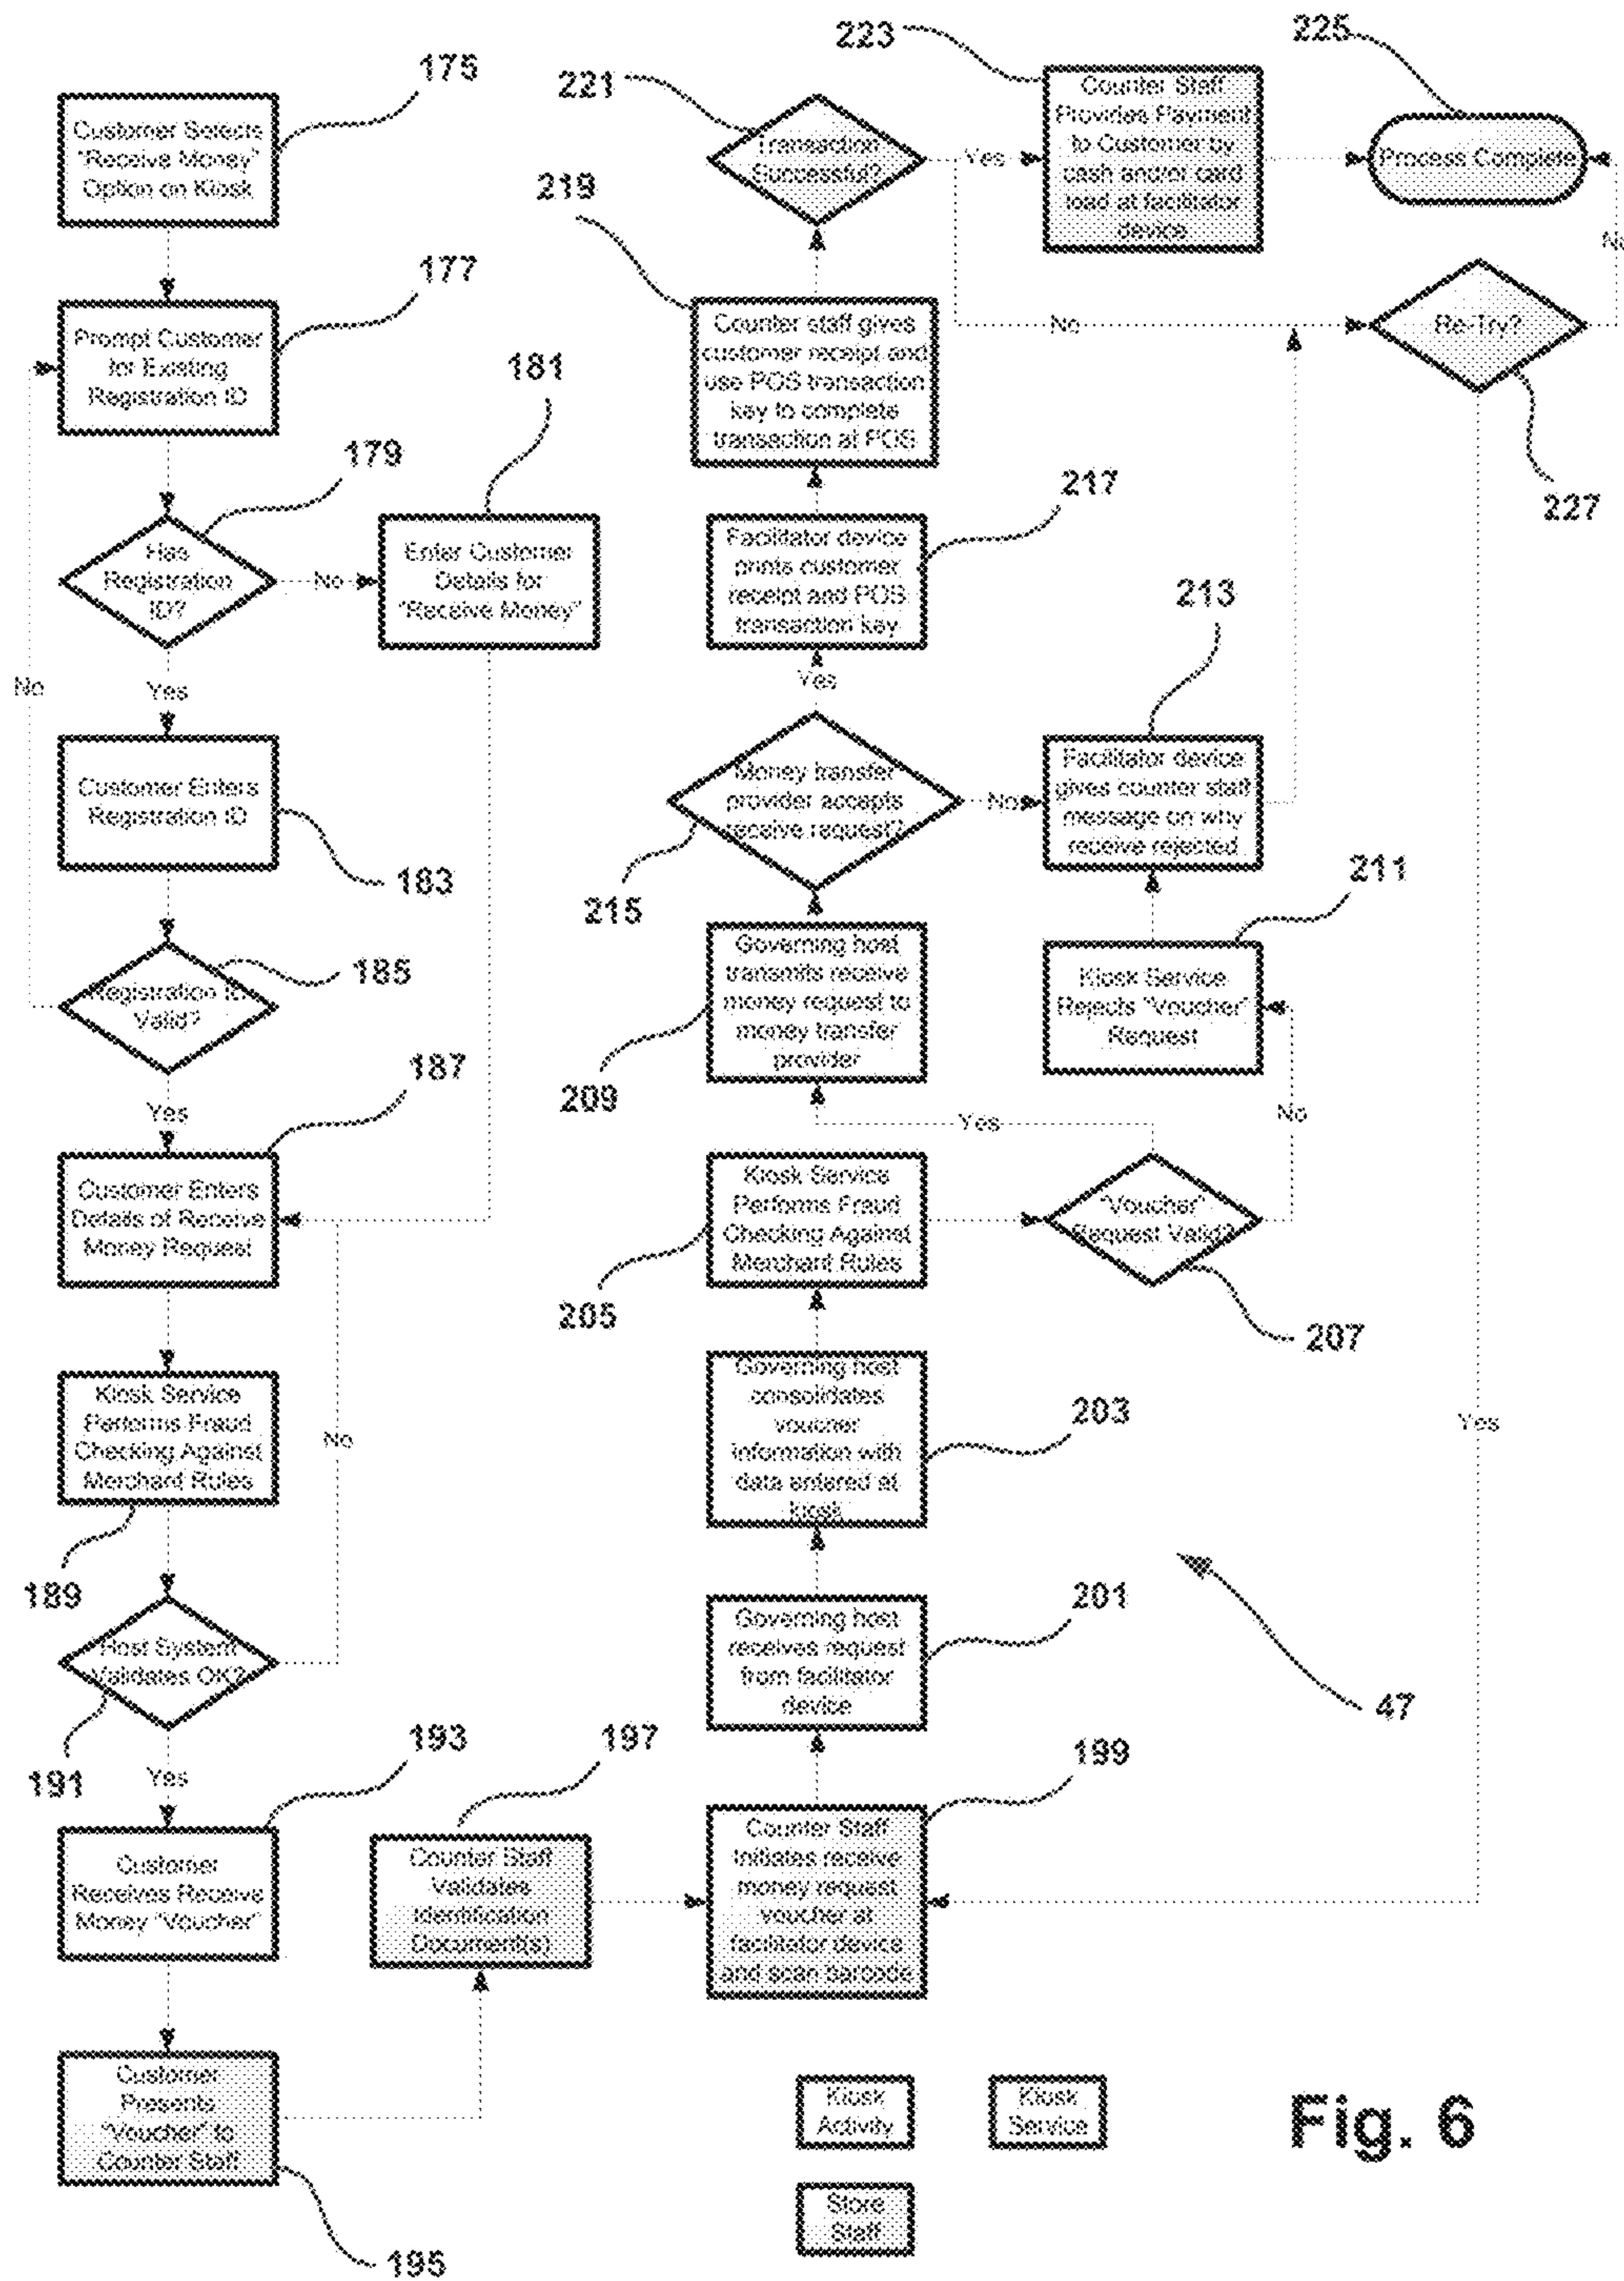 175
Customer Selects
"Receive Money"
Option on Kiosk
177
Prompt Customer
for Existing
Registration ID
179
Has
Registration
ID?
No
181
Enter Customer
Details for
"Receive Money"
No
Yes
Customer Enters
Registration ID
183
185
Registration ID
Valid?
Yes
187
Customer Enters
Details of Receive
Money Request
Kiosk Service
Performs Fraud
Checking Against
Merchant Rules
No
189
Host System
Validates OK?
191
Yes
193
Customer
Receives Receive
Money "Voucher"
Customer
Presents
"Voucher" to
Counter Staff
195
197
Counter Staff
Validates
Identification
Document(s)
199
Counter Staff
Initiates receive
money request
voucher at
facilitator device
and scan barcode
201
Governing host
receives request
from facilitator
device
203
Governing host
consolidates
voucher
information with
data entered at
kiosk
205
Kiosk Service
Performs Fraud
Checking Against
Merchant Rules
207
"Voucher"
Request Valid?
Yes
No
209
Governing host
transmits receive
money request to
money transfer
provider
211
Kiosk Service
Rejects "Voucher"
Request
213
Facilitator device
gives counter staff
message on why
receive rejected
215
Money transfer
provider accepts
receive request?
No
Yes
217
Facilitator device
prints customer
receipt and POS
transaction key
219
Counter staff gives
customer receipt and
use POS transaction
key to complete
transaction at POS
221
Transaction
Successful?
Yes
No
223
Counter Staff
Provides Payment
to Customer by
cash and/or card
load at facilitator
device
225
Process Complete
No
Re-Try?
227
Yes
47
Kiosk
Activity
Kiosk
Service
Store
Staff
Fig. 6